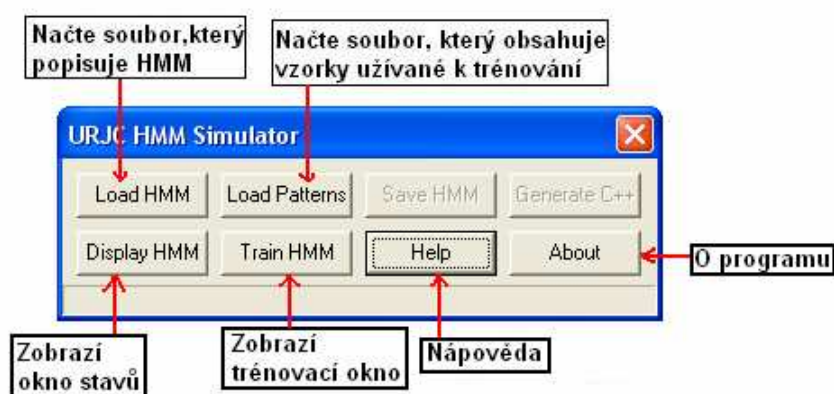 Načte soubor,který
popisuje HMM
Načte soubor, který obsahuje
vzorky užívané k trénování
URJC HMM Simulator
Load HMM
Load Patterns
Save HMM
Generate C++
Display HMM
Train HMM
Help
About
O programu
Zobrazí
okno stavů
Zobrazí
trénovací okno
Nápověda